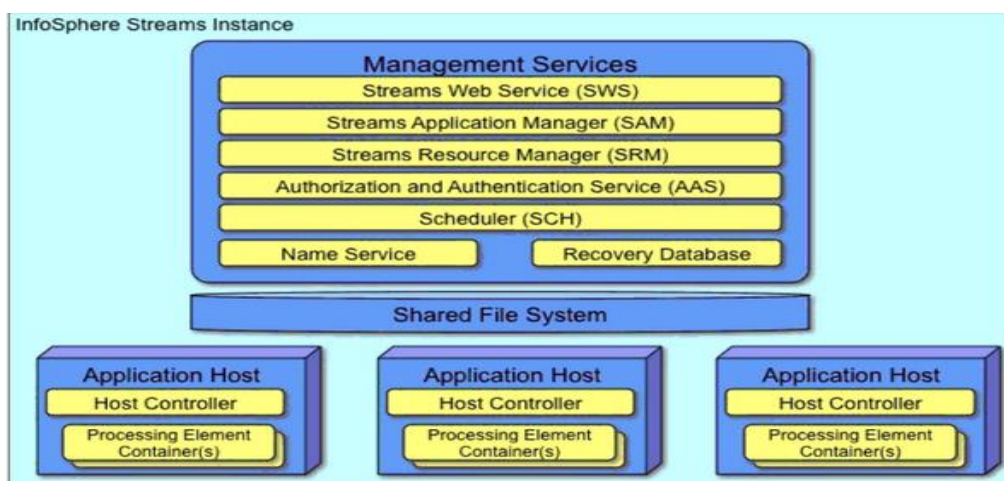 InfoSphere Streams Instance
Management Services
Streams Web Service (SWS)
Streams Application Manager (SAM)
Streams Resource Manager (SRM)
Authorization and Authentication Service (AAS)
Scheduler (SCH)
Name Service
Recovery Database
Shared File System
Application Host
Host Controller
Processing Element
Container(s)
Application Host
Host Controller
Processing Element
Container(s)
Application Host
Host Controller
Processing Element
Container(s)